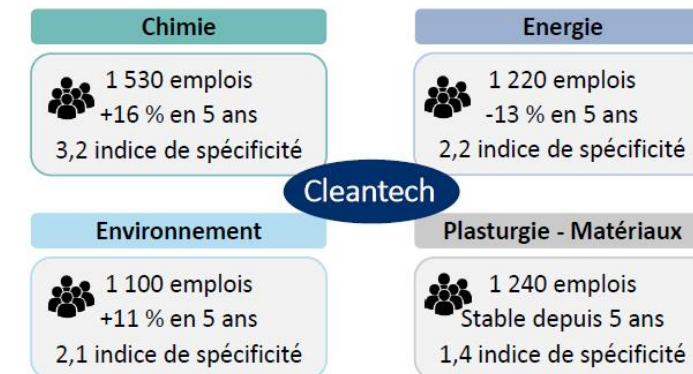 Chimie
1 530 emplois
+16 % en 5 ans
3,2 indice de spécificité
Energie
1 220 emplois
-13 % en 5 ans
2,2 indice de spécificité
Cleantech
Environnement
1 100 emplois
+11 % en 5 ans
2,1 indice de spécificité
Plasturgie - Matériaux
1 240 emplois
Stable depuis 5 ans
1,4 indice de spécificité